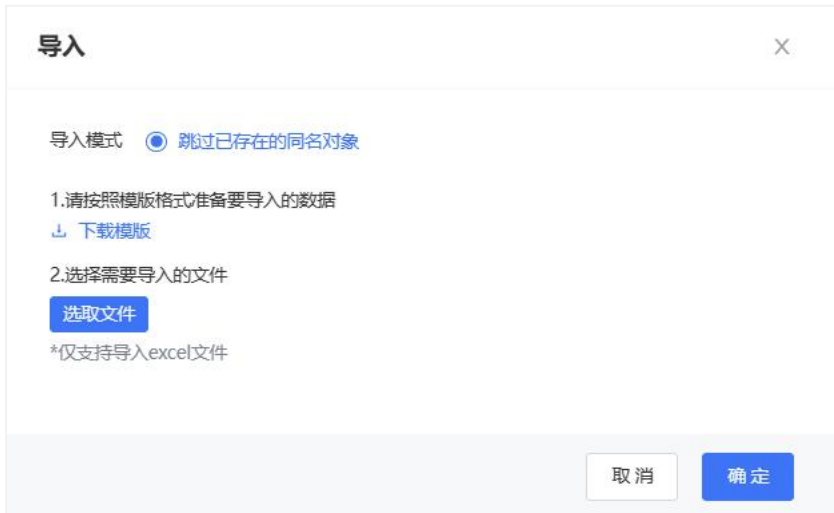 导入
导入模式 跳过已存在的同名对象
1.请按照模版格式准备要导入的数据
下载模版
2.选择需要导入的文件
选取文件
*仅支持导入excel文件
取消 确定